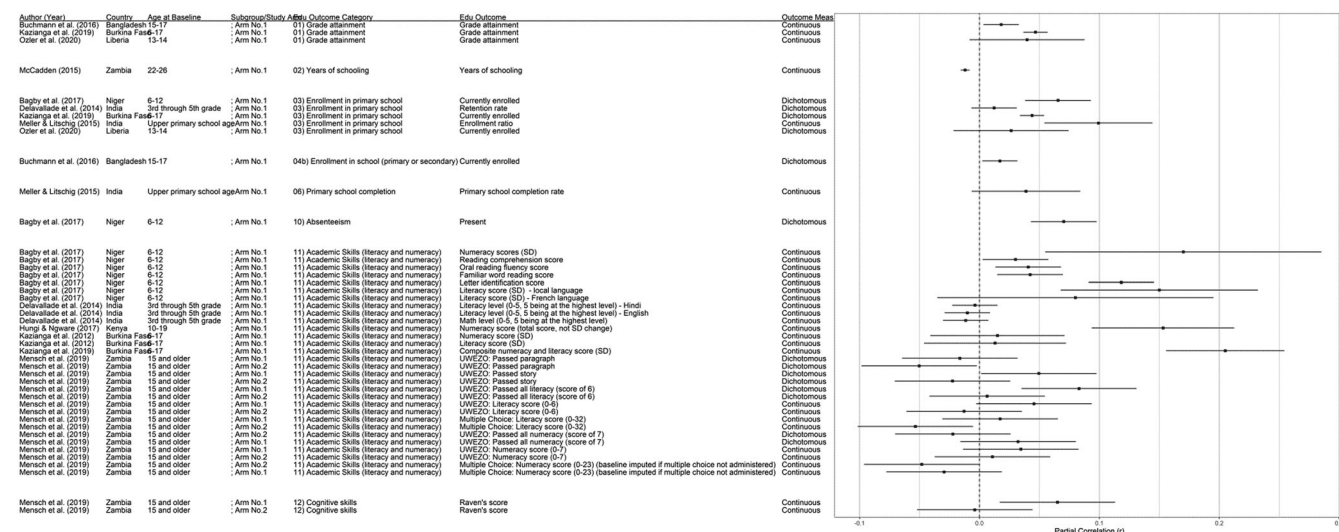 Author (Year) Country Age at Baseline Subgroup/Study Arm Edu Outcome Category Edu Outcome Outcome Meas
Buchmann et al. (2016) Bangladesh 15-17 ; Arm No.1 01) Grade attainment Grade attainment Continuous
Kazianga et al. (2019) Burkina Faso 6-17 ; Arm No.1 01) Grade attainment Grade attainment Continuous
Ozler et al. (2020) Liberia 13-14 ; Arm No.1 01) Grade attainment Grade attainment Continuous
McCadden (2015) Zambia 22-26 ; Arm No.1 02) Years of schooling Years of schooling Continuous
Bagby et al. (2017) Niger 6-12 ; Arm No.1 03) Enrollment in primary school Currently enrolled Dichotomous
Delavallade et al. (2014) India 3rd through 5th grade ; Arm No.1 03) Enrollment in primary school Retention rate Dichotomous
Kazianga et al. (2019) Burkina Faso 6-17 ; Arm No.1 03) Enrollment in primary school Currently enrolled Dichotomous
Meller & Litschig (2015) India Upper primary school age ; Arm No.1 03) Enrollment in primary school Enrollment ratio Continuous
Ozler et al. (2020) Liberia 13-14 ; Arm No.1 03) Enrollment in primary school Currently enrolled Dichotomous
Buchmann et al. (2016) Bangladesh 15-17 ; Arm No.1 04b) Enrollment in school (primary or secondary) Currently enrolled Dichotomous
Meller & Litschig (2015) India Upper primary school age ; Arm No.1 06) Primary school completion Primary school completion rate Continuous
Bagby et al. (2017) Niger 6-12 ; Arm No.1 10) Absenteeism Present Dichotomous
Bagby et al. (2017) Niger 6-12 ; Arm No.1 11) Academic Skills (literacy and numeracy) Numeracy scores (SD) Continuous
Bagby et al. (2017) Niger 6-12 ; Arm No.1 11) Academic Skills (literacy and numeracy) Reading comprehension score Continuous
Bagby et al. (2017) Niger 6-12 ; Arm No.1 11) Academic Skills (literacy and numeracy) Oral reading fluency score Continuous
Bagby et al. (2017) Niger 6-12 ; Arm No.1 11) Academic Skills (literacy and numeracy) Familiar word reading score Continuous
Bagby et al. (2017) Niger 6-12 ; Arm No.1 11) Academic Skills (literacy and numeracy) Letter identification score Continuous
Bagby et al. (2017) Niger 6-12 ; Arm No.1 11) Academic Skills (literacy and numeracy) Literacy score (SD) - local language Continuous
Bagby et al. (2017) Niger 6-12 ; Arm No.1 11) Academic Skills (literacy and numeracy) Literacy score (SD) - French language Continuous
Delavallade et al. (2014) India 3rd through 5th grade ; Arm No.1 11) Academic Skills (literacy and numeracy) Literacy level (0-5, 5 being at the highest level) - Hindi Continuous
Delavallade et al. (2014) India 3rd through 5th grade ; Arm No.1 11) Academic Skills (literacy and numeracy) Literacy level (0-5, 5 being at the highest level) - English Continuous
Delavallade et al. (2014) India 3rd through 5th grade ; Arm No.1 11) Academic Skills (literacy and numeracy) Math level (0-5, 5 being at the highest level) Continuous
Hungi & Ngware (2017) Kenya 10-19 ; Arm No.1 11) Academic Skills (literacy and numeracy) Numeracy score (total score, not SD change) Continuous
Kazianga et al. (2012) Burkina Faso 6-17 ; Arm No.1 11) Academic Skills (literacy and numeracy) Numeracy score (SD) Continuous
Kazianga et al. (2012) Burkina Faso 6-17 ; Arm No.1 11) Academic Skills (literacy and numeracy) Literacy score (SD) Continuous
Kazianga et al. (2019) Burkina Faso 6-17 ; Arm No.1 11) Academic Skills (literacy and numeracy) Composite numeracy and literacy score (SD) Continuous
Mensch et al. (2019) Zambia 15 and older ; Arm No.1 11) Academic Skills (literacy and numeracy) UWEZO: Passed paragraph Dichotomous
Mensch et al. (2019) Zambia 15 and older ; Arm No.2 11) Academic Skills (literacy and numeracy) UWEZO: Passed paragraph Dichotomous
Mensch et al. (2019) Zambia 15 and older ; Arm No.1 11) Academic Skills (literacy and numeracy) UWEZO: Passed story Dichotomous
Mensch et al. (2019) Zambia 15 and older ; Arm No.2 11) Academic Skills (literacy and numeracy) UWEZO: Passed story Dichotomous
Mensch et al. (2019) Zambia 15 and older ; Arm No.1 11) Academic Skills (literacy and numeracy) UWEZO: Passed all literacy (score of 6) Dichotomous
Mensch et al. (2019) Zambia 15 and older ; Arm No.2 11) Academic Skills (literacy and numeracy) UWEZO: Passed all literacy (score of 6) Dichotomous
Mensch et al. (2019) Zambia 15 and older ; Arm No.1 11) Academic Skills (literacy and numeracy) UWEZO: Literacy score (0-6) Continuous
Mensch et al. (2019) Zambia 15 and older ; Arm No.2 11) Academic Skills (literacy and numeracy) UWEZO: Literacy score (0-6) Continuous
Mensch et al. (2019) Zambia 15 and older ; Arm No.1 11) Academic Skills (literacy and numeracy) Multiple Choice: Literacy score (0-32) Continuous
Mensch et al. (2019) Zambia 15 and older ; Arm No.2 11) Academic Skills (literacy and numeracy) Multiple Choice: Literacy score (0-32) Continuous
Mensch et al. (2019) Zambia 15 and older ; Arm No.2 11) Academic Skills (literacy and numeracy) UWEZO: Passed all numeracy (score of 7) Dichotomous
Mensch et al. (2019) Zambia 15 and older ; Arm No.1 11) Academic Skills (literacy and numeracy) UWEZO: Passed all numeracy (score of 7) Dichotomous
Mensch et al. (2019) Zambia 15 and older ; Arm No.1 11) Academic Skills (literacy and numeracy) UWEZO: Numeracy score (0-7) Continuous
Mensch et al. (2019) Zambia 15 and older ; Arm No.2 11) Academic Skills (literacy and numeracy) UWEZO: Numeracy score (0-7) Continuous
Mensch et al. (2019) Zambia 15 and older ; Arm No.2 11) Academic Skills (literacy and numeracy) Multiple Choice: Numeracy score (0-23) (baseline imputed if multiple choice not administered) Continuous
Mensch et al. (2019) Zambia 15 and older ; Arm No.1 11) Academic Skills (literacy and numeracy) Multiple Choice: Numeracy score (0-23) (baseline imputed if multiple choice not administered) Continuous
Mensch et al. (2019) Zambia 15 and older ; Arm No.1 12) Cognitive skills Raven's score Continuous
Mensch et al. (2019) Zambia 15 and older ; Arm No.2 12) Cognitive skills Raven's score Continuous
-0.1 0.0 0.1 0.2
Partial Correlation (r)